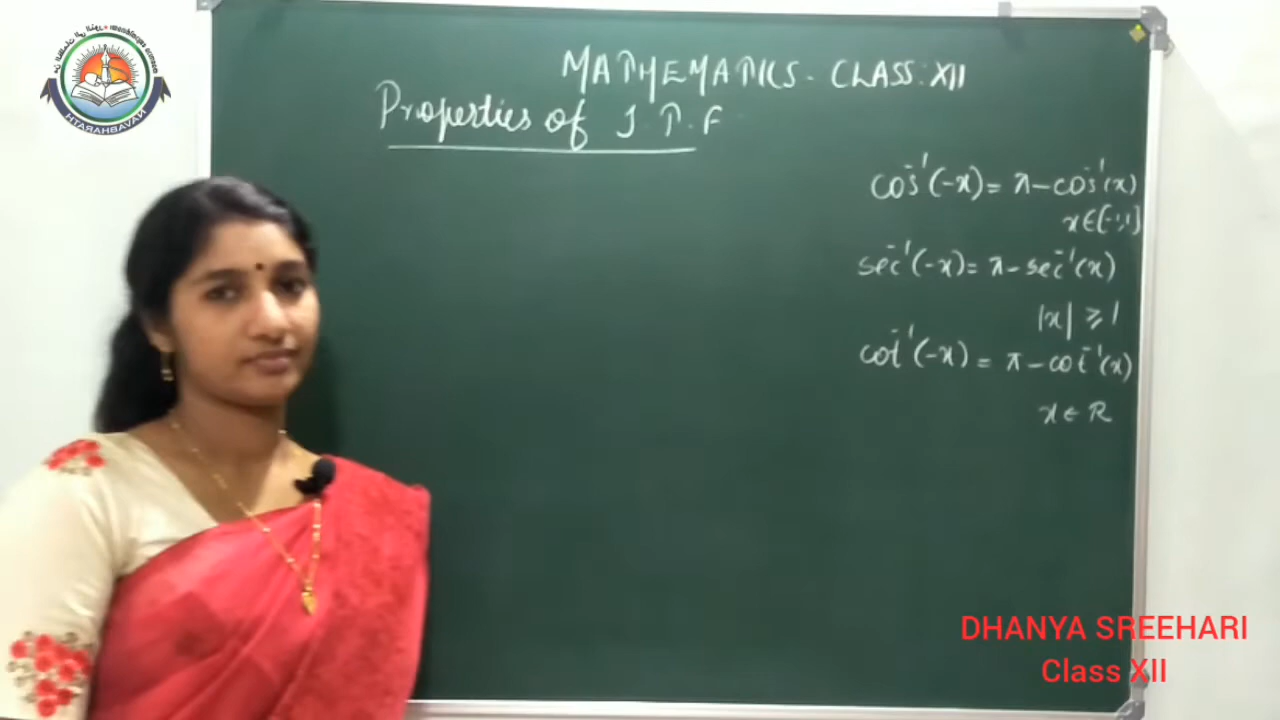 NAVABHARATH
MATHEMATICS - CLASS: XII
Properties of I.T.F
cos⁻¹(-x) = π - cos⁻¹(x)
x ∈ [-1,1]
sec⁻¹(-x) = π - sec⁻¹(x)
|x| ≥ 1
cot⁻¹(-x) = π - cot⁻¹(x)
x ∈ R
DHANYA SREEHARI
Class XII